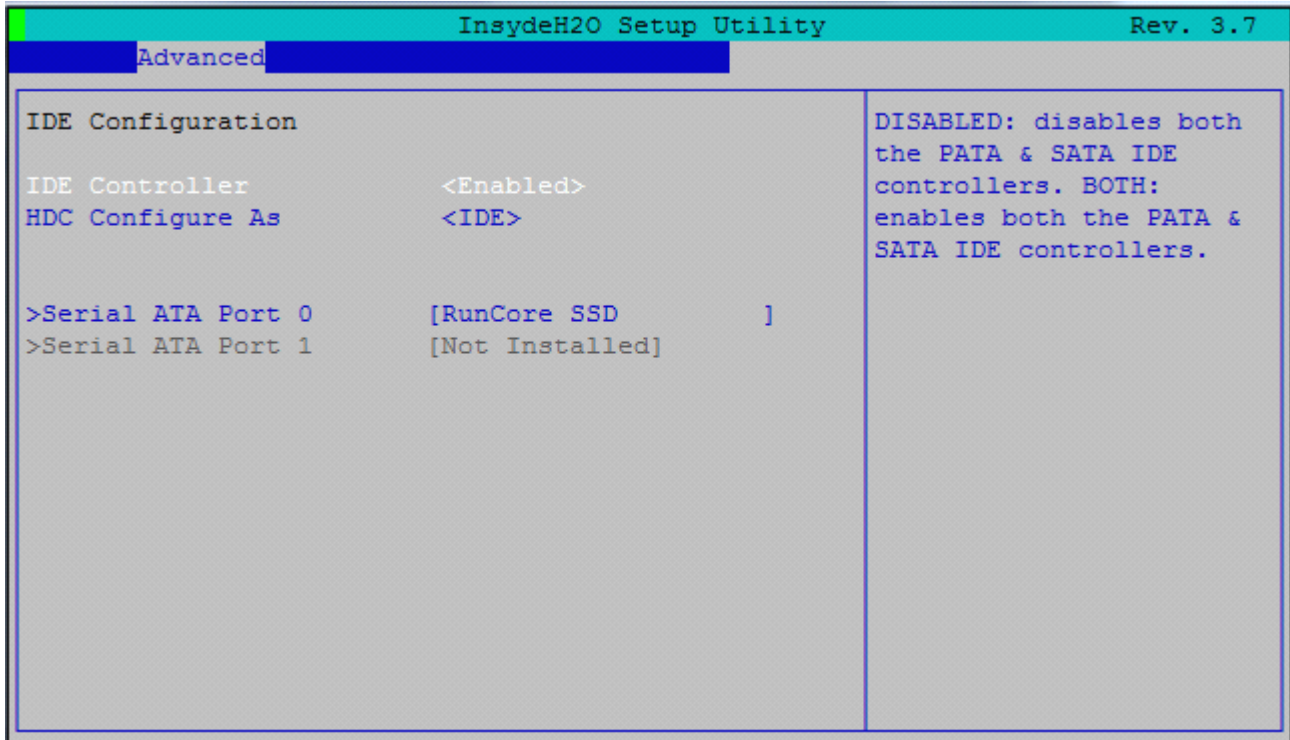 InsydeH2O Setup Utility Rev. 3.7
Advanced
IDE Configuration
IDE Controller <Enabled>
HDC Configure As <IDE>
>Serial ATA Port 0 [RunCore SSD ]
>Serial ATA Port 1 [Not Installed]
DISABLED: disables both
the PATA & SATA IDE
controllers. BOTH:
enables both the PATA &
SATA IDE controllers.